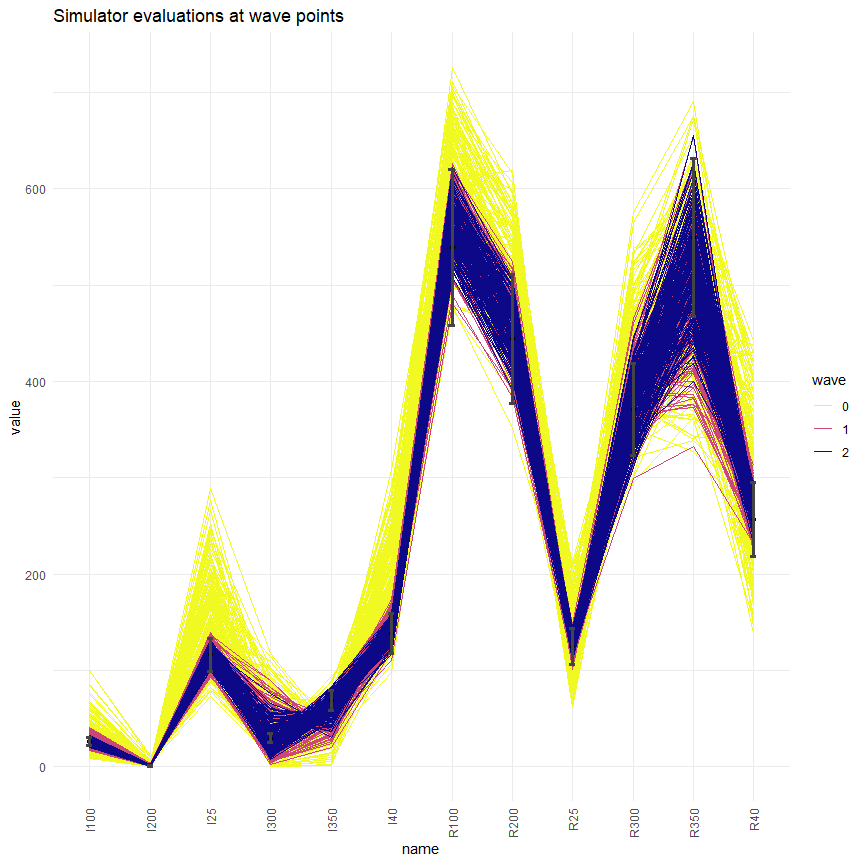 Simulator evaluations at wave points
value
600
400
200
0
I100
I200
I25
I300
I350
I40
R100
R200
R25
R300
R350
R40
name
wave
0
1
2